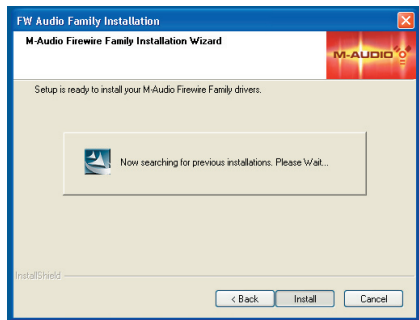 FW Audio Family Installation
M-Audio Firewire Family Installation Wizard
M-AUDIO
Setup is ready to install your M-Audio Firewire Family drivers.
Now searching for previous installations. Please Wait...
InstallShield
< Back Install Cancel